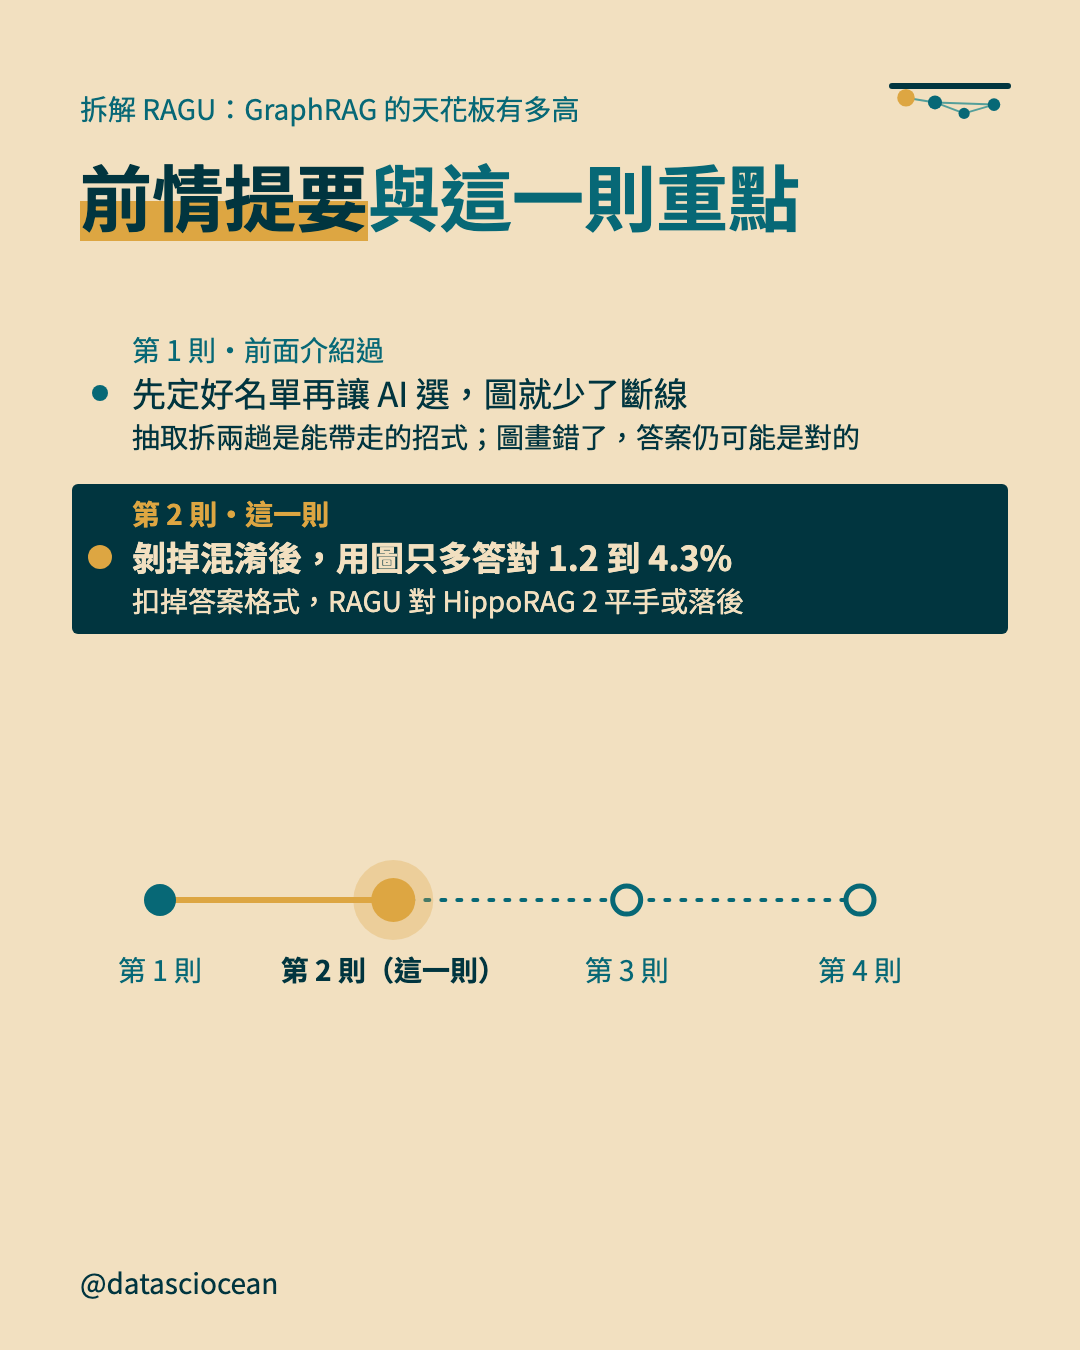 拆解 RAGU：GraphRAG 的天花板有多高
前情提要與這一則重點
第 1 則・前面介紹過
先定好名單再讓 AI 選，圖就少了斷線
抽取拆兩趟是能帶走的招式；圖畫錯了，答案仍可能是對的
第 2 則・這一則
剝掉混淆後，用圖只多答對 1.2 到 4.3%
扣掉答案格式，RAGU 對 HippoRAG 2 平手或落後
第 1 則
第 2 則（這一則）
第 3 則
第 4 則
@datasciocean